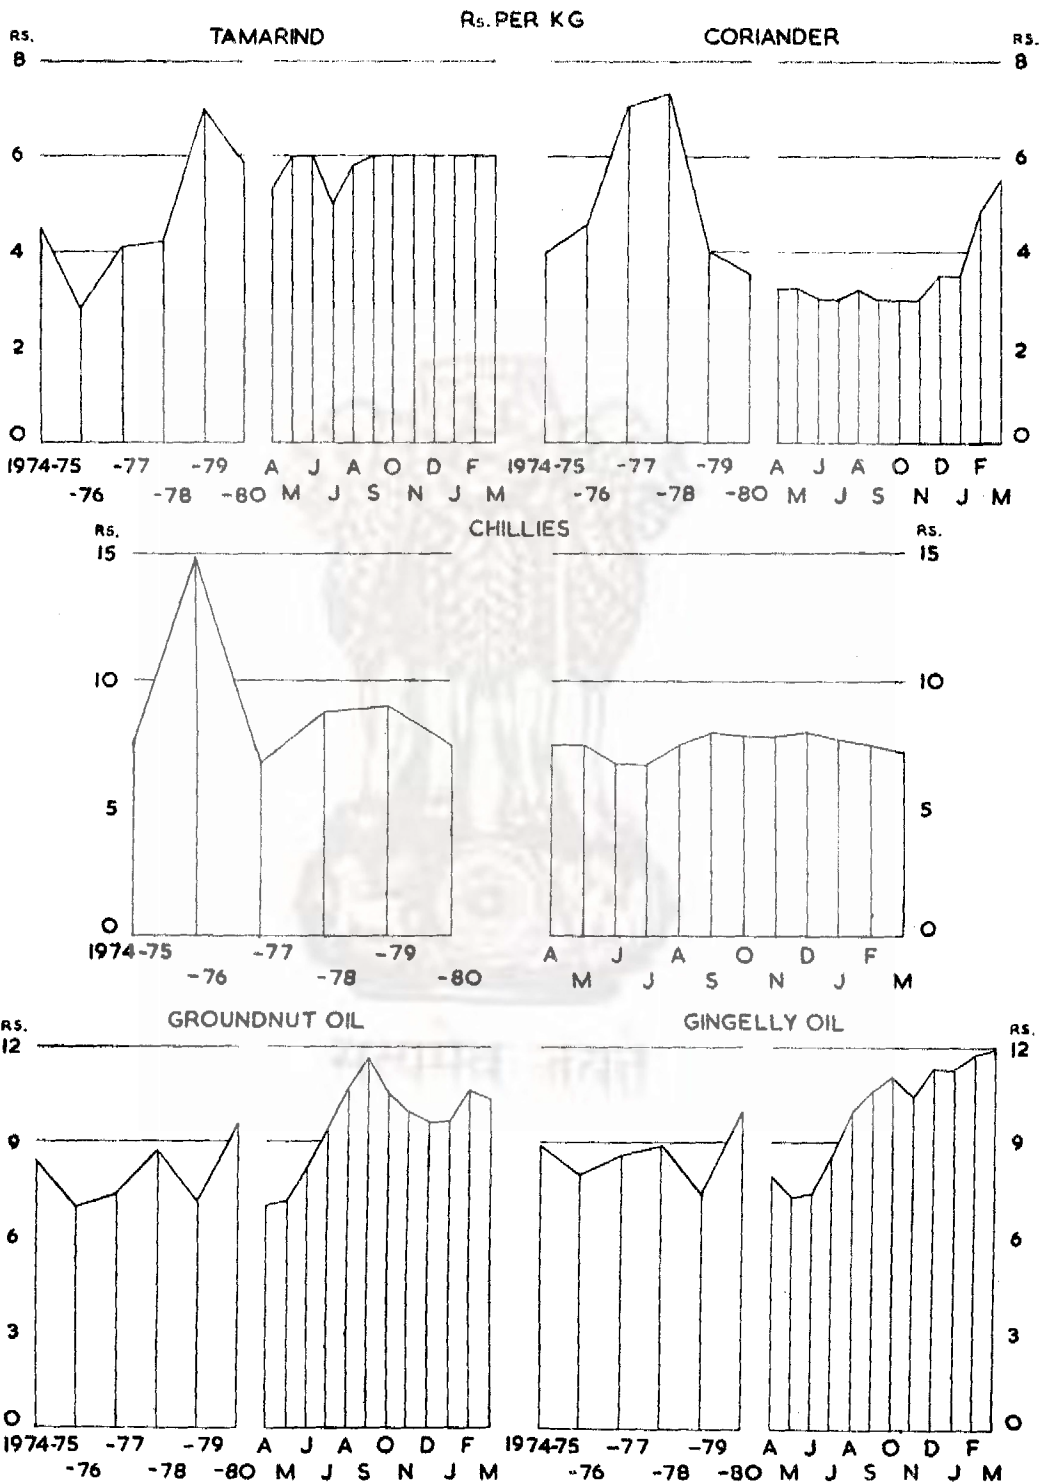 Rs. PER KG
TAMARIND
RS.
8
6
4
2
0
1974-75 -76 -77 -78 -79 -80
A M J J A S O N D J F M
CORIANDER
RS.
8
6
4
2
0
1974-75 -76 -77 -78 -79 -80
A M J J A S O N D J F M
CHILLIES
RS.
15
10
5
0
1974-75 -76 -77 -78 -79 -80
RS.
15
10
5
0
A M J J A S O N D J F M
GROUNDNUT OIL
RS.
12
9
6
3
0
1974-75 -76 -77 -78 -79 -80
A M J J A S O N D J F M
GINGELLY OIL
RS.
12
9
6
3
0
1974-75 -76 -77 -78 -79 -80
A M J J A S O N D J F M